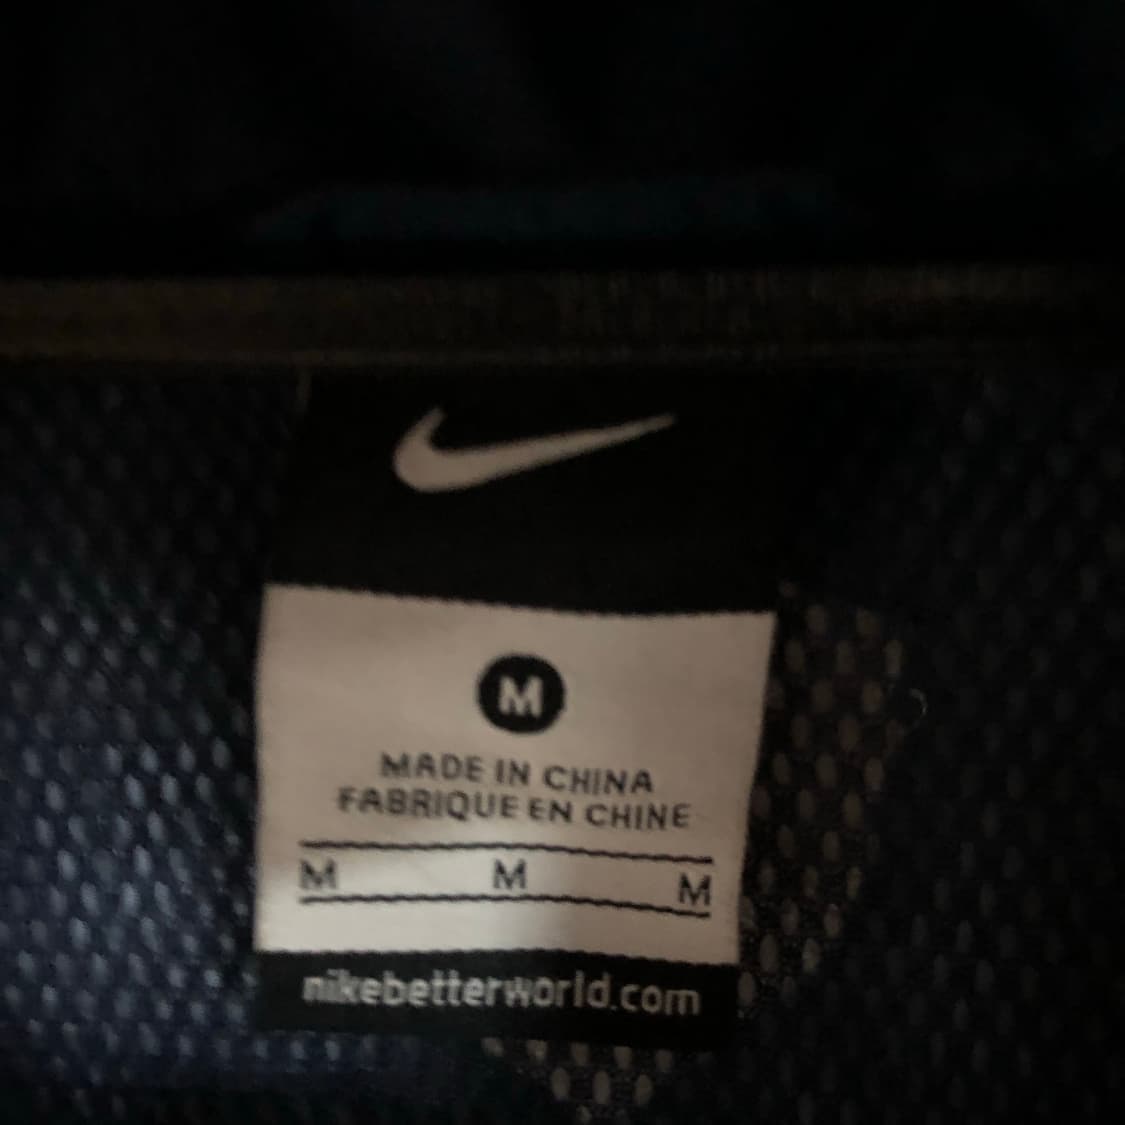 M
MADE IN CHINA
FABRIQUE EN CHINE
M M M
nikebetterworld.com